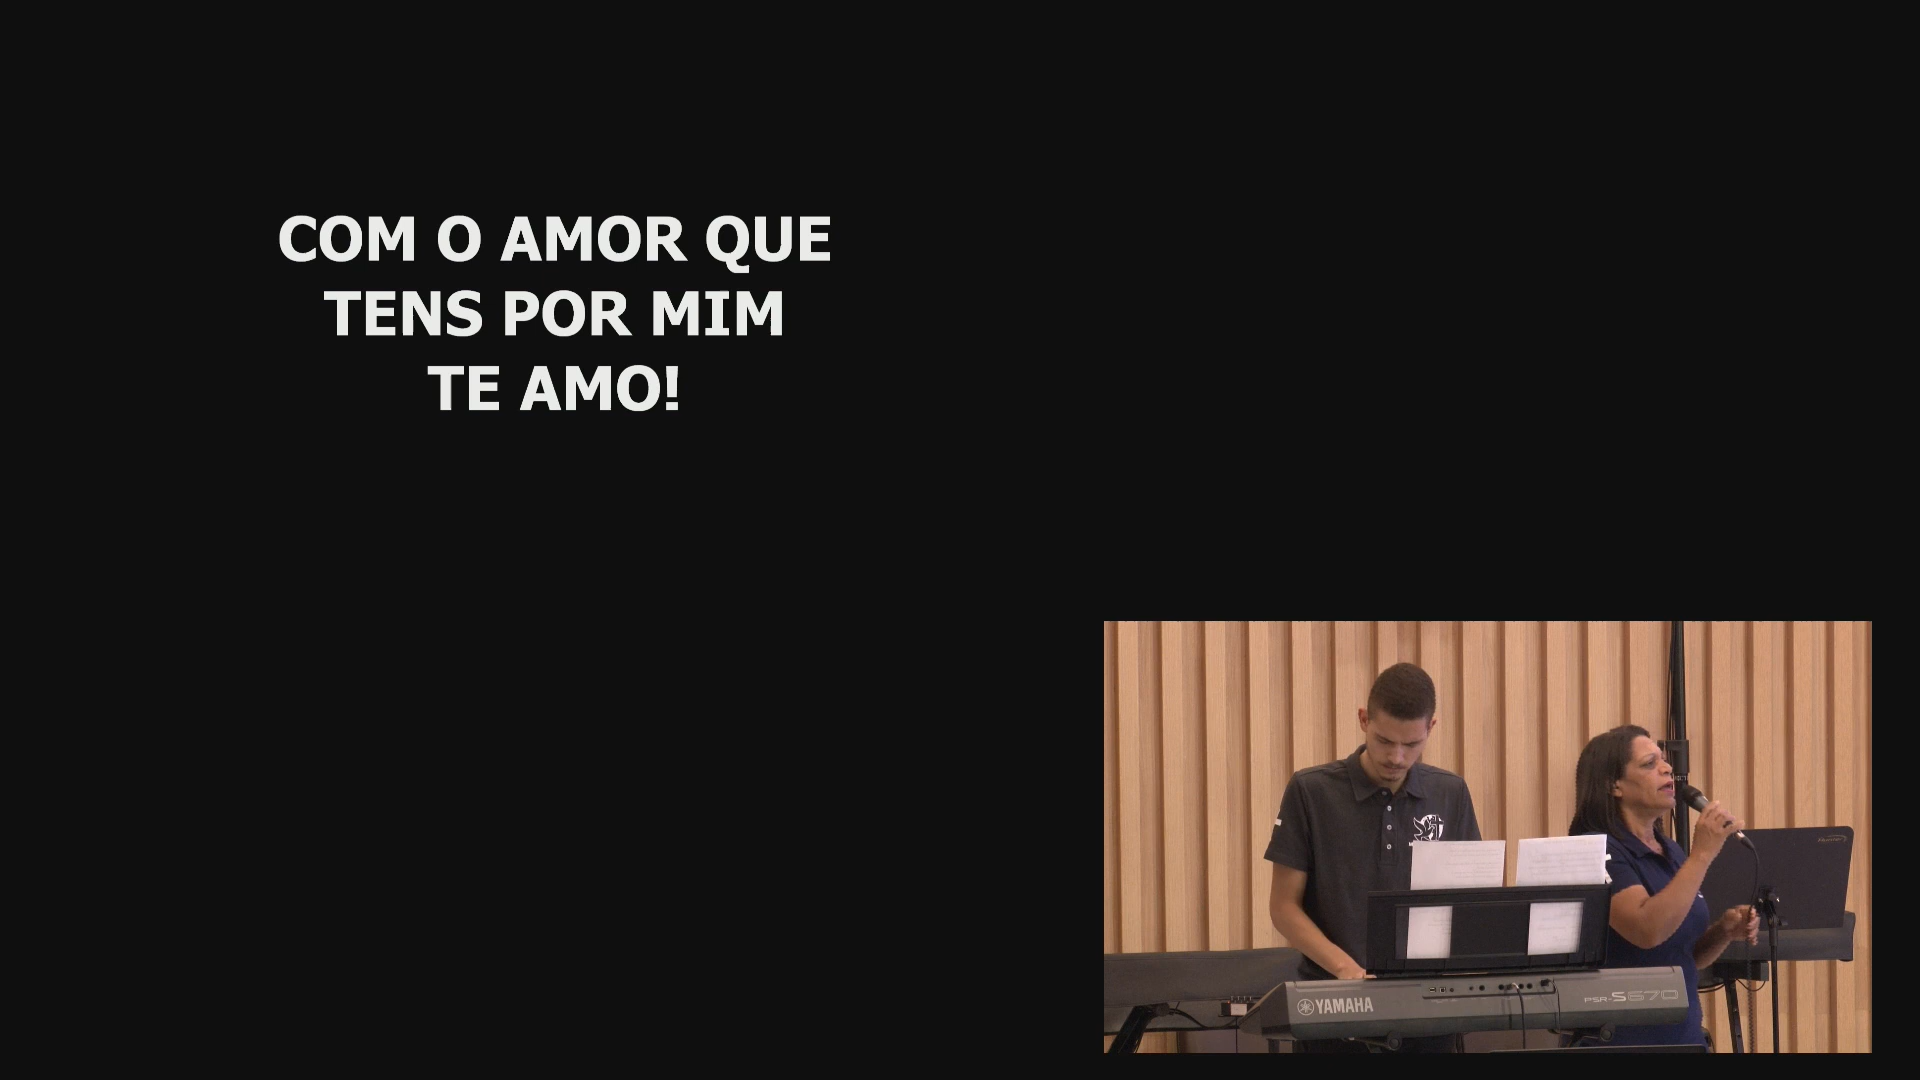 COM O AMOR QUE
TENS POR MIM
TE AMO!
YAMAHA
PSR-S670